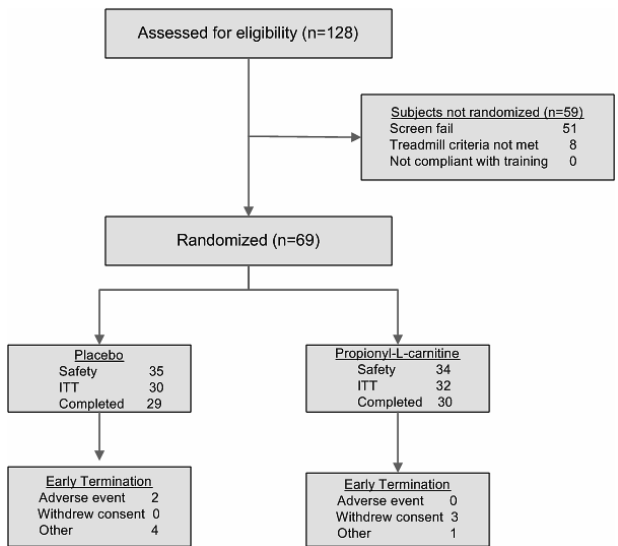 Assessed for eligibility (n=128)
Subjects not randomized (n=59)
Screen fail 51
Treadmill criteria not met 8
Not compliant with training 0
Randomized (n=69)
Placebo
Safety 35
ITT 30
Completed 29
Propionyl-L-carnitine
Safety 34
ITT 32
Completed 30
Early Termination
Adverse event 2
Withdrew consent 0
Other 4
Early Termination
Adverse event 0
Withdrew consent 3
Other 1